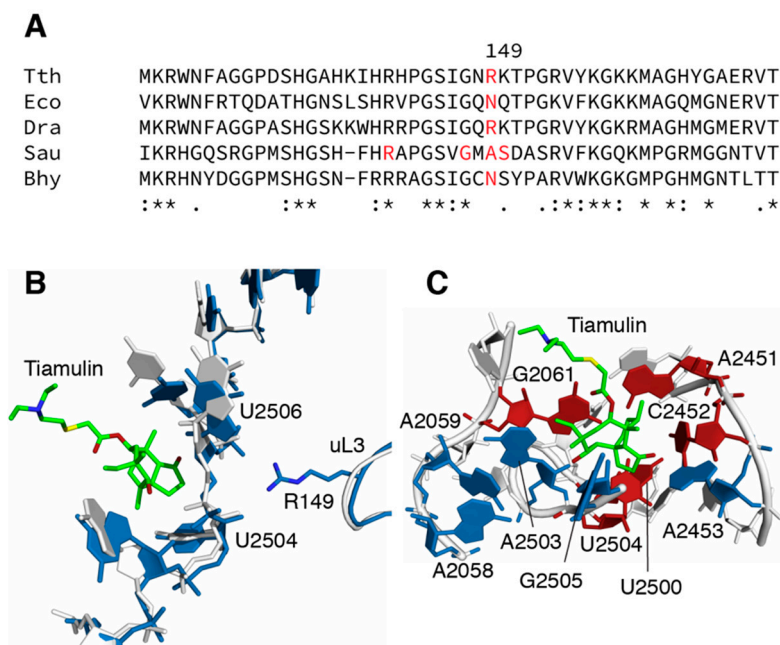 A
149
Tth MKRWNFAGGPDSHGAHKIHRHPGSIGNRKTPGRVYKGKKMAGHYGAERVT
Eco VKRWNFRTQDATHGNSLSHRVPGSIGQNQTPGKVFKGKKMAGQMGNERVT
Dra MKRWNFAGGPASHGSKKWHRRPGSIGQRKTPGRVYKGKRMAGHMGMERVT
Sau IKRHGQSRGPMSHGSH-FHRAPGSVGMASDASRVFKGQKMPGRMGGNTVT
Bhy MKRHNYDGGPMSHGSN-FRRRAGSIGCNSYPARVWKGKGMPGHMGNTLTT
:** . :** :* **:* . .:*:**: * *: * .*
B
Tiamulin
U2506
uL3
R149
U2504
C
Tiamulin
G2061
A2451
A2059
C2452
A2503
U2504
A2453
A2058
G2505
U2500